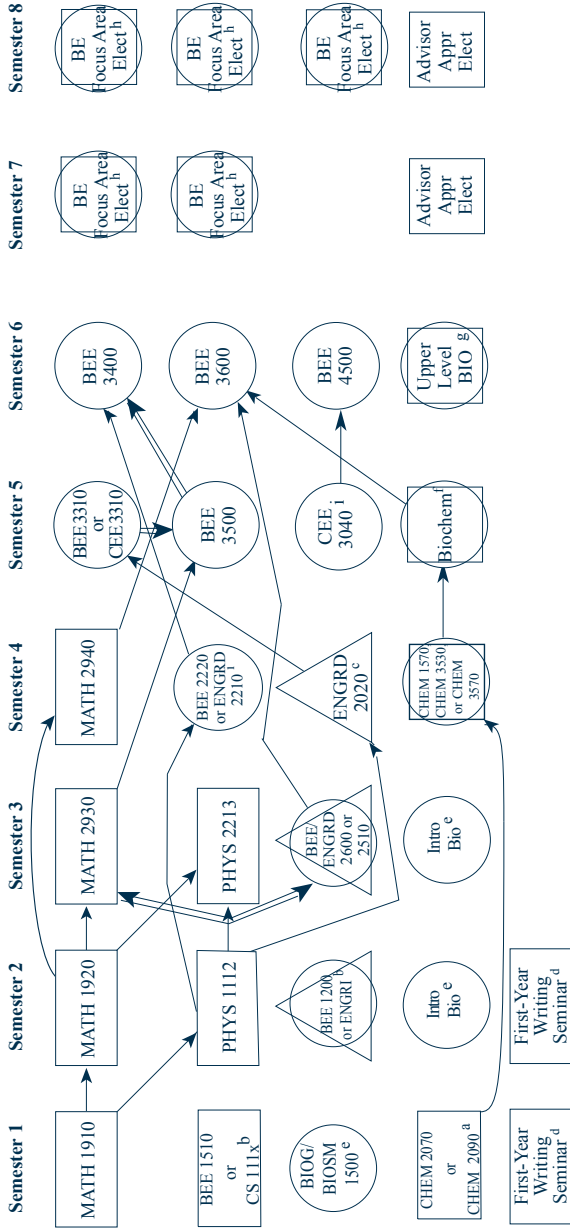 Semester 1
MATH 1910
BEE 1510
or
CS 111x b
BIOG/
BIOSM
1500 e
CHEM 2070
or
CHEM 2090 a
First-Year
Writing
Seminar d
Semester 2
MATH 1920
PHYS 1112
BEE 1200
or ENGRI b
Intro
Bio e
First-Year
Writing
Seminar d
Semester 3
MATH 2930
PHYS 2213
BEE/
ENGRD
2600 or
2510
Intro
Bio e
Semester 4
MATH 2940
BEE 2220
or ENGRD
2210 i
ENGRD
2020 c
CHEM 1570,
CHEM 3530,
or CHEM
3570
Semester 5
BEE3310
or
CEE3310
BEE
3500
CEE
3040 i
Biochem f
Semester 6
BEE
3400
BEE
3600
BEE
4500
Upper
Level
BIO g
Semester 7
BE
Focus Area
Elect h
BE
Focus Area
Elect h
Advisor
Appr
Elect
Semester 8
BE
Focus Area
Elect h
BE
Focus Area
Elect h
BE
Focus Area
Elect h
Advisor
Appr
Elect